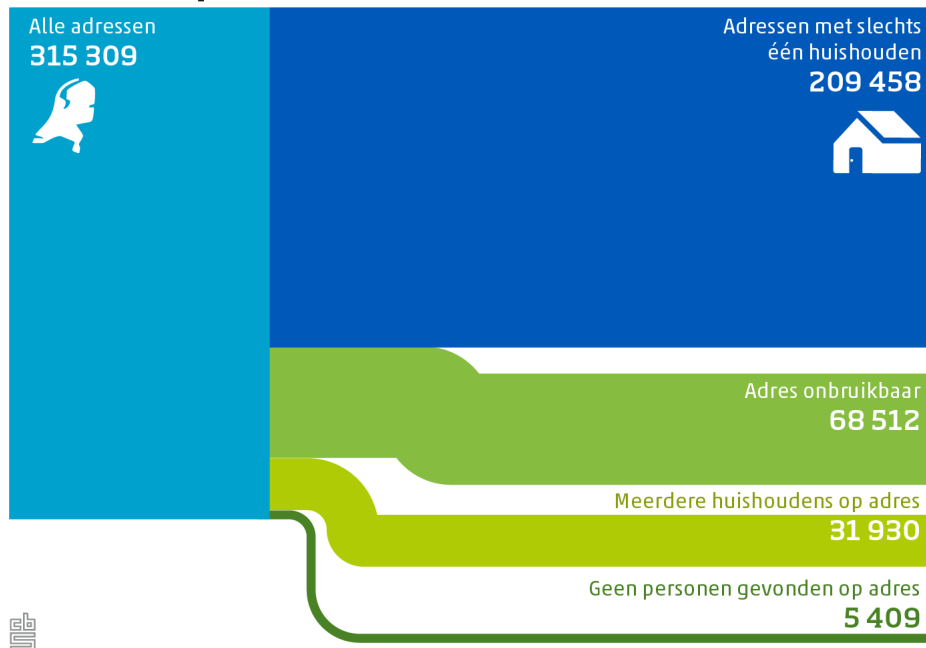 Alle adressen
315 309
Adressen met slechts
één huishouden
209 458
Adres onbruikbaar
68 512
Meerdere huishoudens op adres
31 930
Geen personen gevonden op adres
5 409